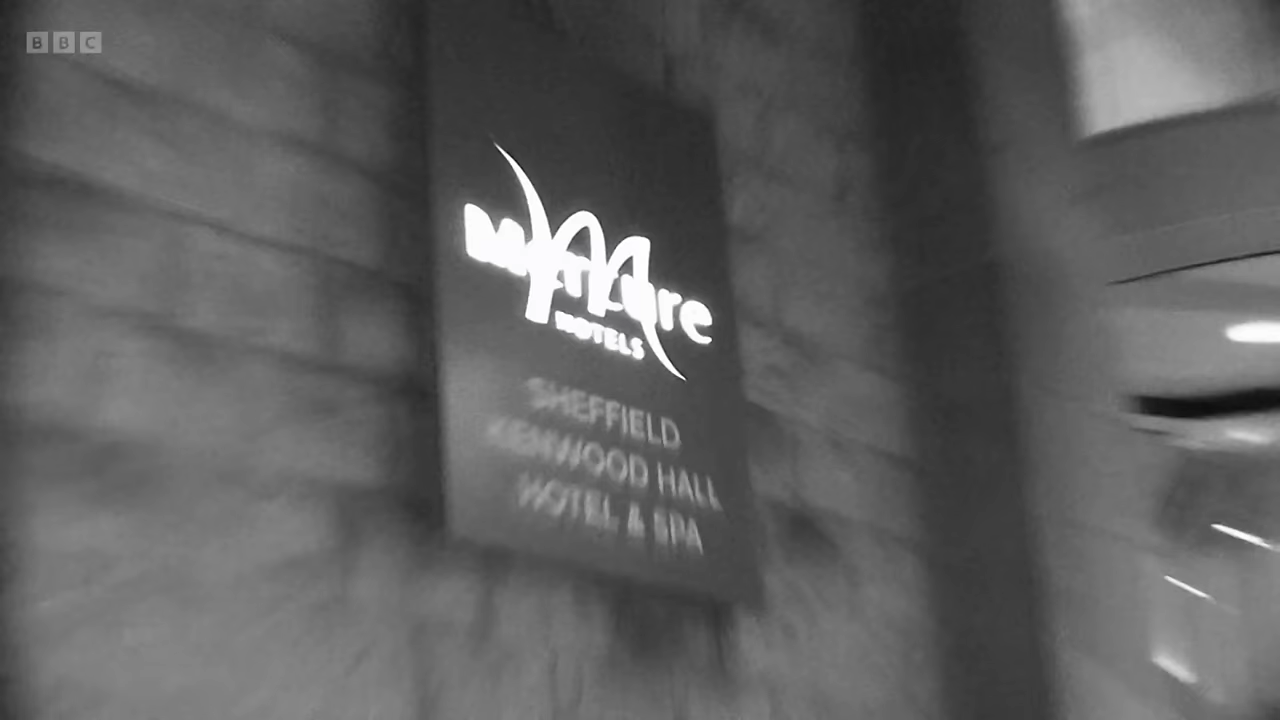 BBC
Mercure
HOTELS
SHEFFIELD
KENWOOD HALL
HOTEL & SPA